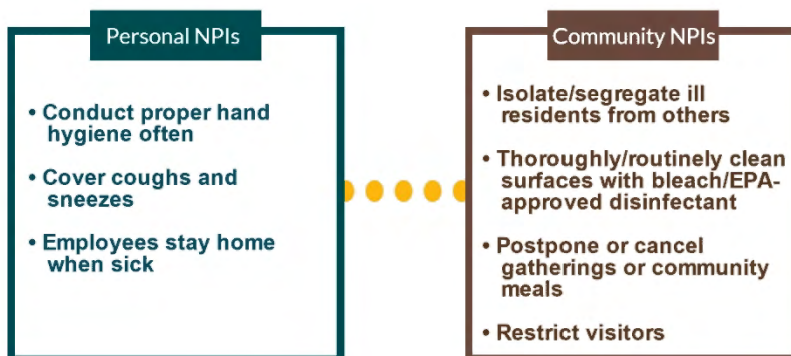 Personal NPIs
• Conduct proper hand
hygiene often
• Cover coughs and
sneezes
• Employees stay home
when sick
Community NPIs
• Isolate/segregate ill
residents from others
• Thoroughly/routinely clean
surfaces with bleach/EPA-
approved disinfectant
• Postpone or cancel
gatherings or community
meals
• Restrict visitors